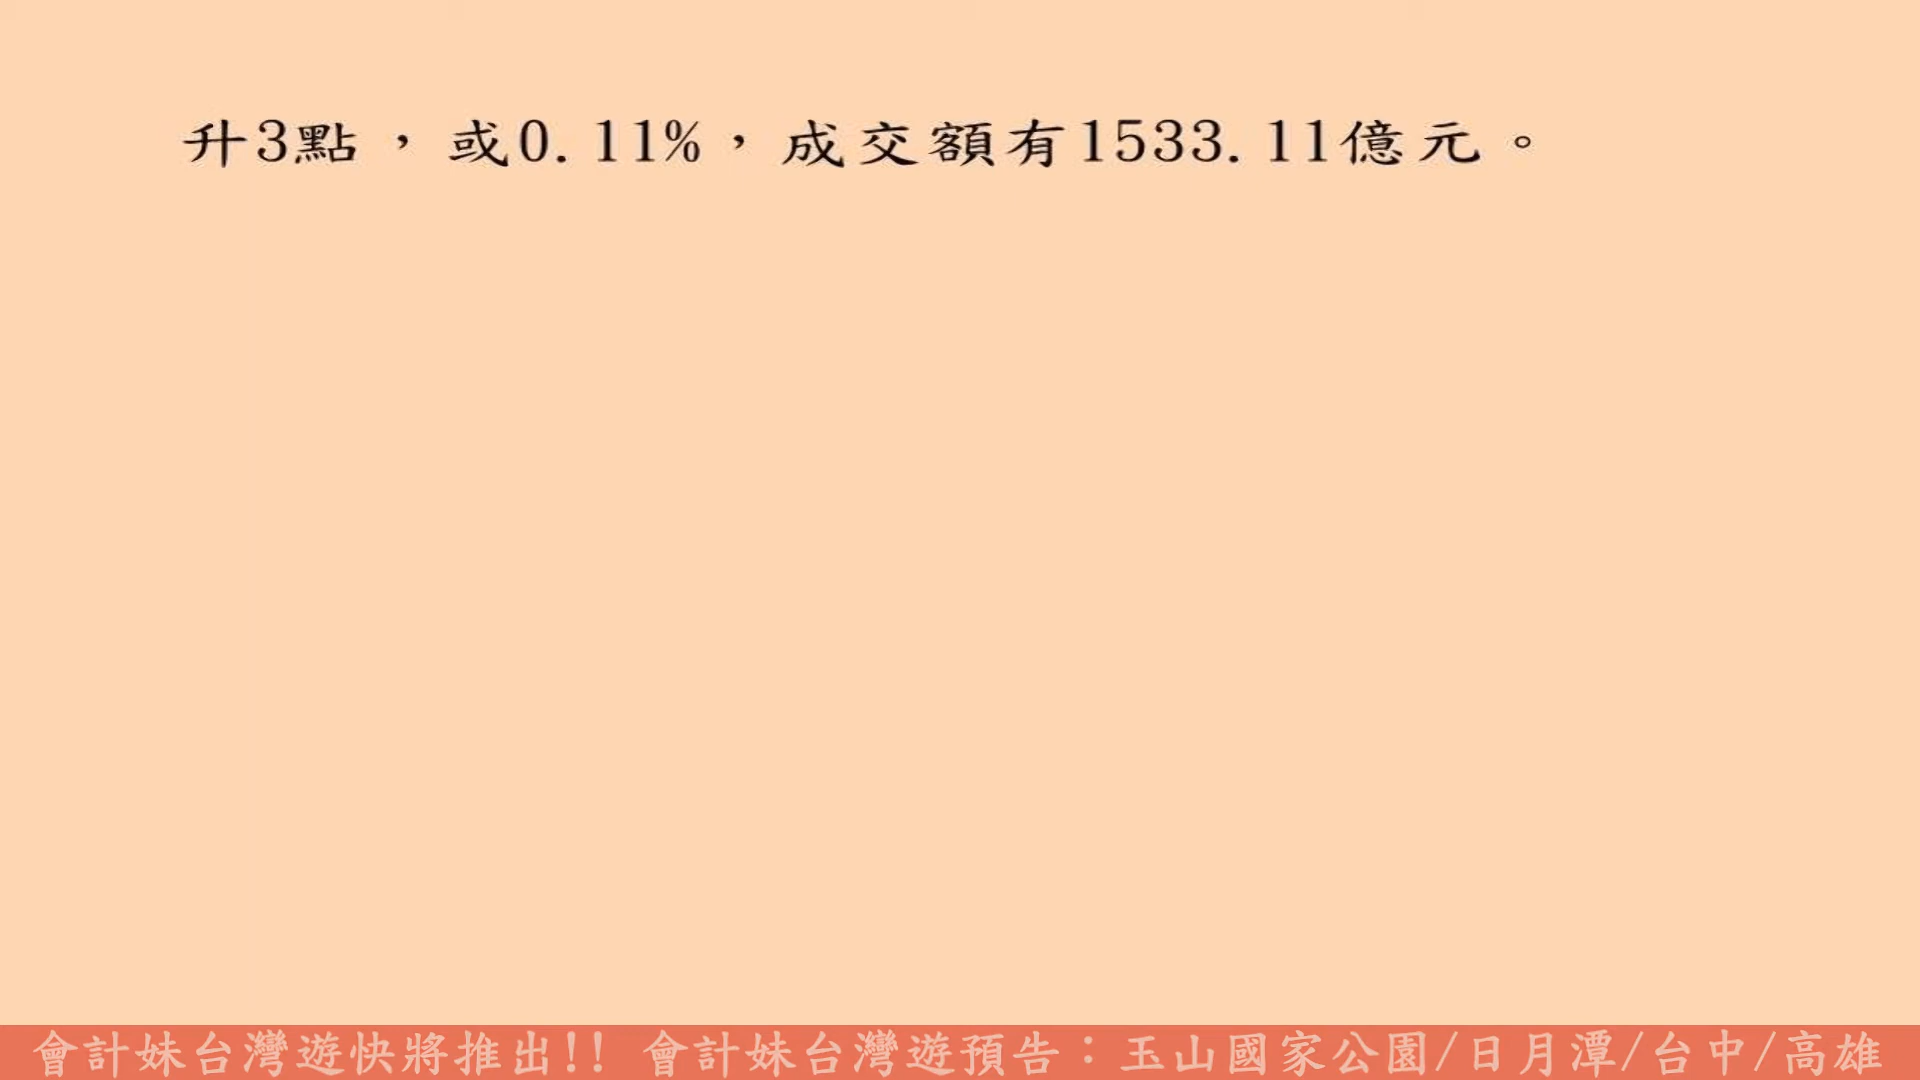 升3點，或0.11%，成交額有1533.11億元。
會計妹台灣遊快將推出!! 會計妹台灣遊預告：玉山國家公園/日月潭/台中/高雄